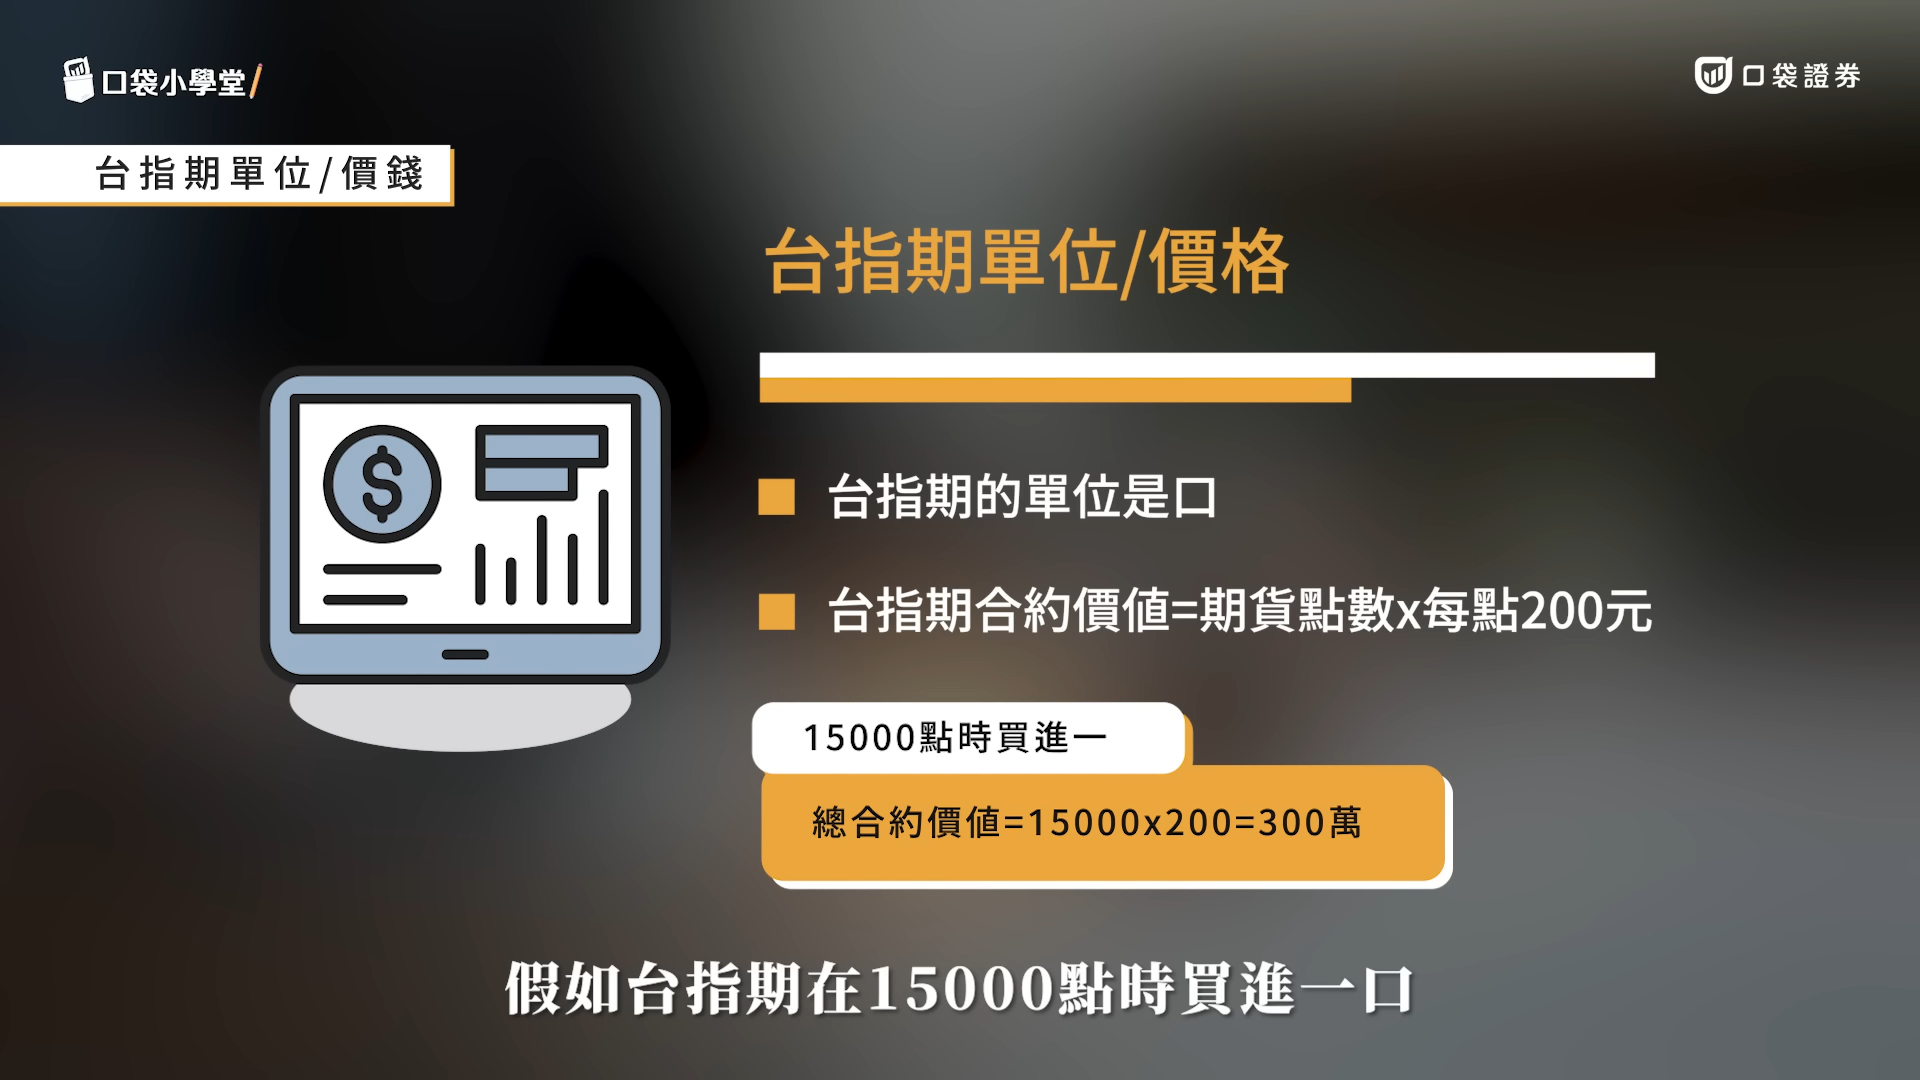 口袋小學堂
口袋證券
台指期單位/價錢
台指期單位/價格
台指期的單位是口
台指期合約價值=期貨點數x每點200元
15000點時買進一
總合約價值=15000x200=300萬
假如台指期在15000點時買進一口